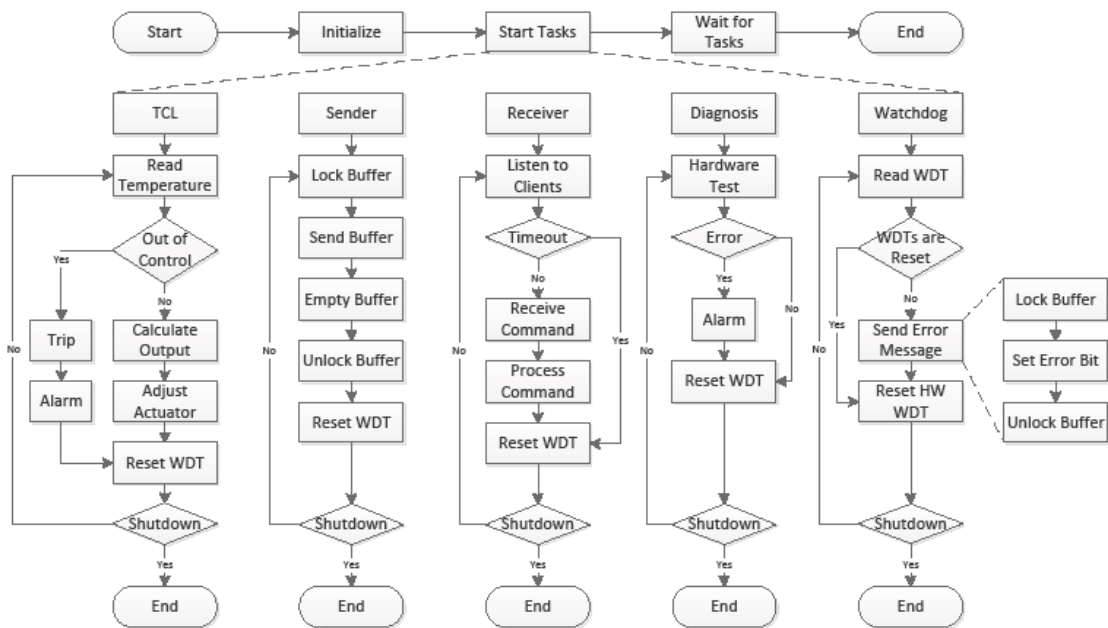 Start
Initialize
Start Tasks
Wait for
Tasks
End
TCL
Read
Temperature
Out of
Control
Yes
No
Trip
Alarm
Calculate
Output
Adjust
Actuator
Reset WDT
No
Shutdown
Yes
End
Sender
Lock Buffer
Send Buffer
Empty Buffer
Unlock Buffer
Reset WDT
No
Shutdown
Yes
End
Receiver
Listen to
Clients
Timeout
No
Yes
Receive
Command
Process
Command
Reset WDT
No
Shutdown
Yes
End
Diagnosis
Hardware
Test
Error
Yes
No
Alarm
Reset WDT
No
Shutdown
Yes
End
Watchdog
Read WDT
WDTs are
Reset
No
Yes
Send Error
Message
Reset HW
WDT
No
Shutdown
Yes
End
Lock Buffer
Set Error Bit
Unlock Buffer